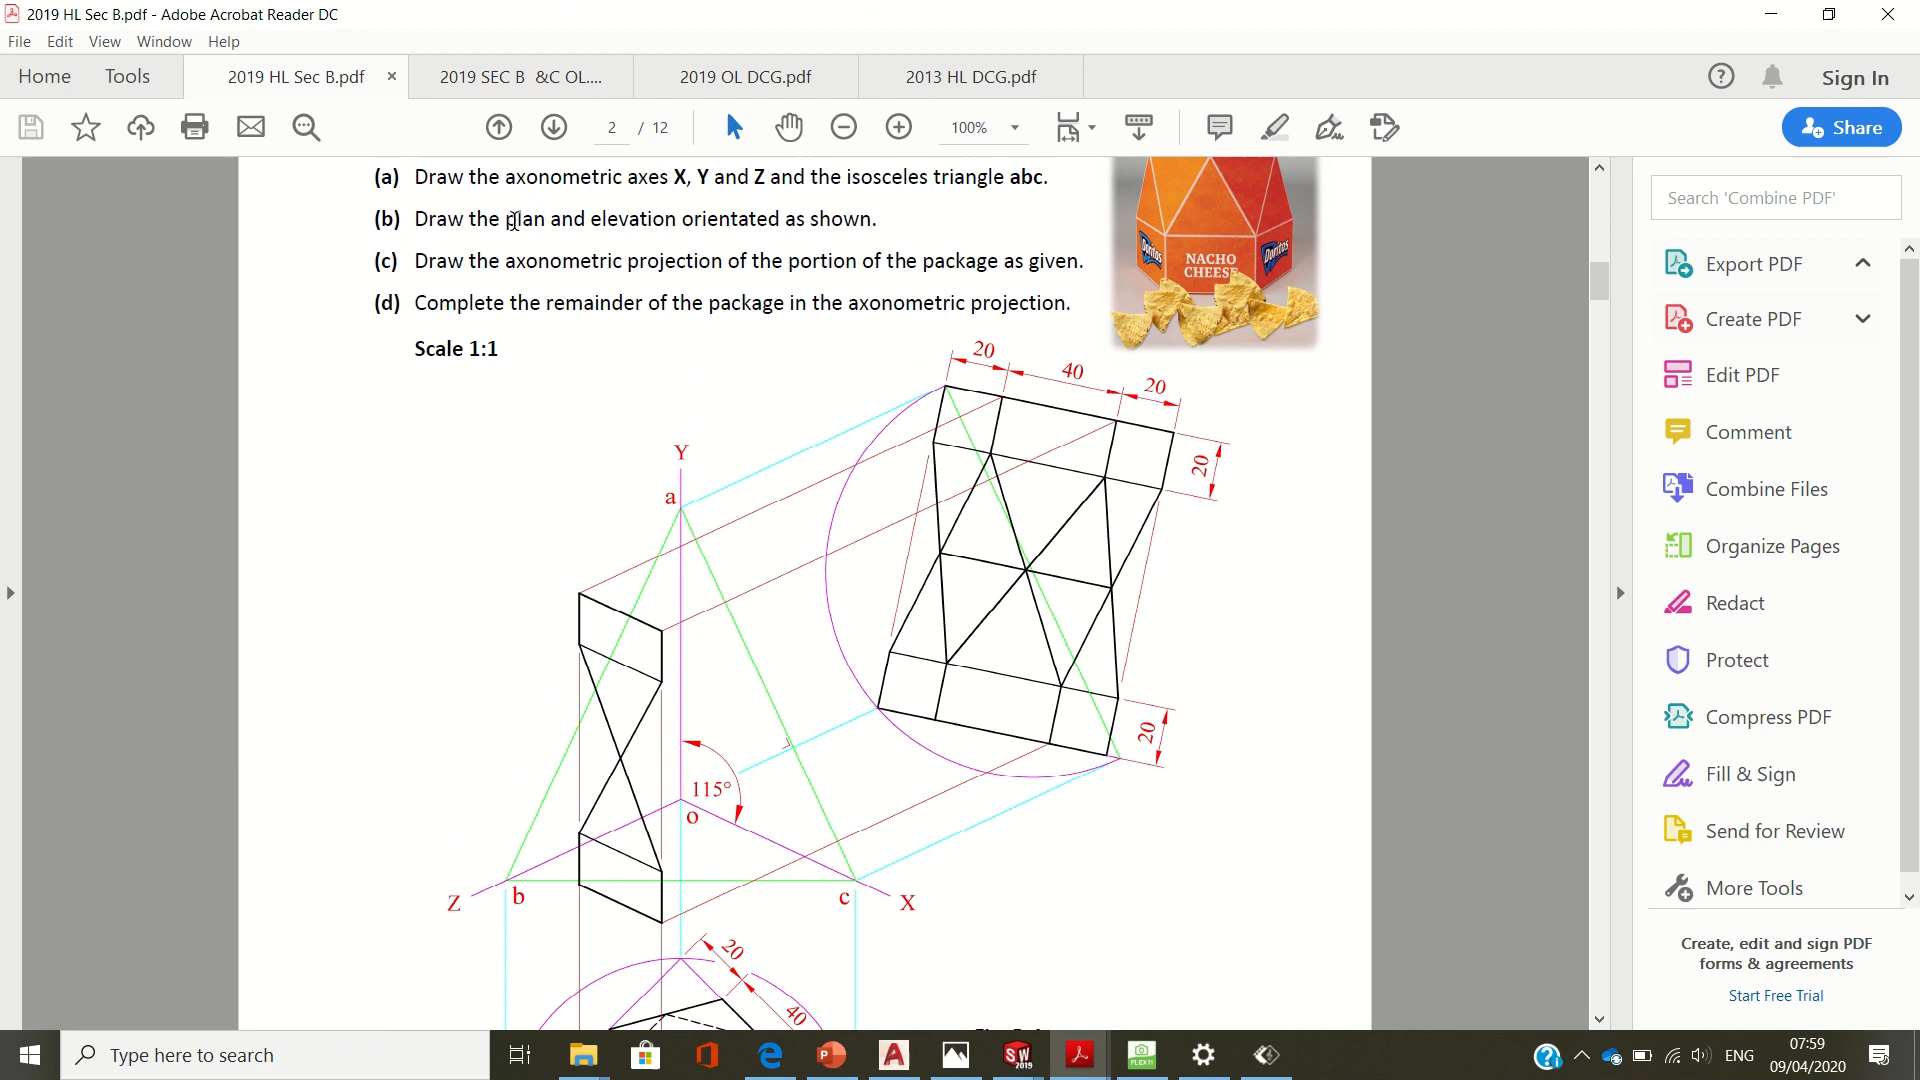 2019 HL Sec B.pdf - Adobe Acrobat Reader DC
File Edit View Window Help
Home Tools 2019 HL Sec B.pdf × 2019 SEC B &C OL.... 2019 OL DCG.pdf 2013 HL DCG.pdf ? Sign In
2 / 12 100% Share
(a) Draw the axonometric axes X, Y and Z and the isosceles triangle abc.
(b) Draw the plan and elevation orientated as shown.
(c) Draw the axonometric projection of the portion of the package as given.
(d) Complete the remainder of the package in the axonometric projection.
Scale 1:1
Doritos
NACHO
CHEESE
Doritos
20
40
20
20
Y
a
20
115°
o
Z b c X
20
40
Search 'Combine PDF'
Export PDF
Create PDF
Edit PDF
Comment
Combine Files
Organize Pages
Redact
Protect
Compress PDF
Fill & Sign
Send for Review
More Tools
Create, edit and sign PDF
forms & agreements
Start Free Trial
Type here to search
SW
2019
FLEX11
ENG
07:59
09/04/2020